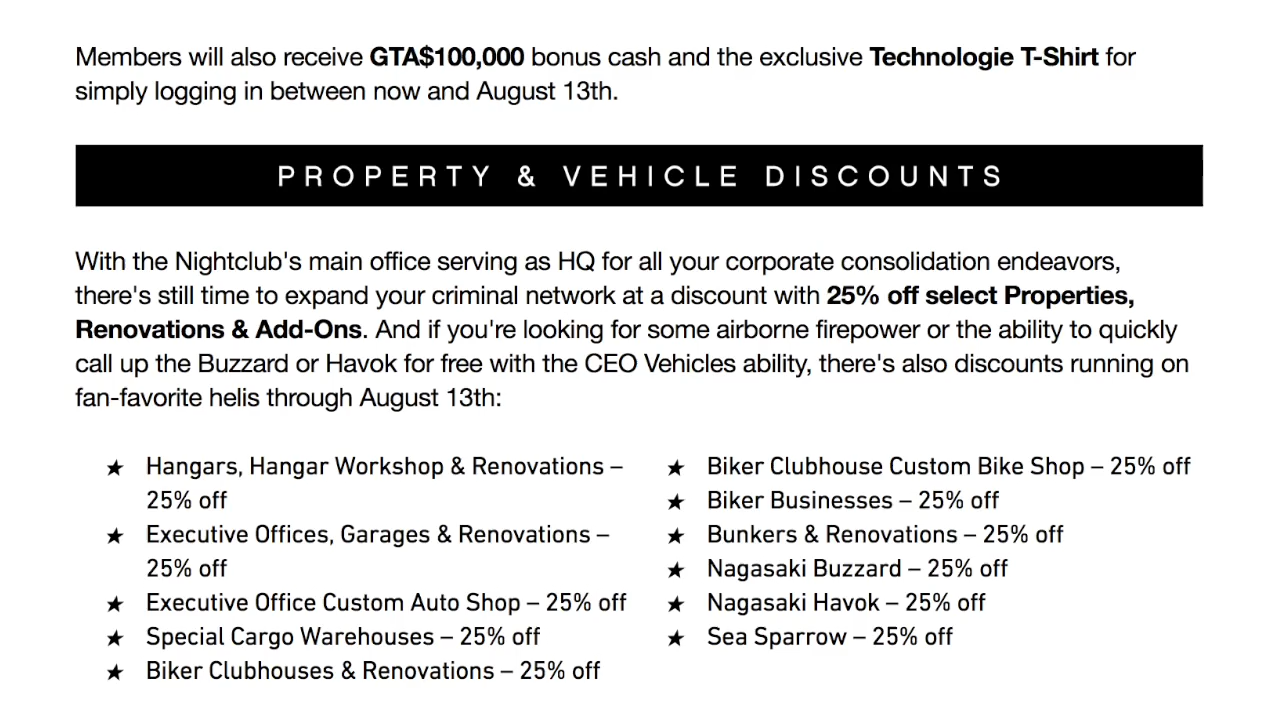 Members will also receive GTA$100,000 bonus cash and the exclusive Technologie T-Shirt for
simply logging in between now and August 13th.
PROPERTY & VEHICLE DISCOUNTS
With the Nightclub's main office serving as HQ for all your corporate consolidation endeavors,
there's still time to expand your criminal network at a discount with 25% off select Properties,
Renovations & Add-Ons. And if you're looking for some airborne firepower or the ability to quickly
call up the Buzzard or Havok for free with the CEO Vehicles ability, there's also discounts running on
fan-favorite helis through August 13th:
★ Hangars, Hangar Workshop & Renovations –
25% off
★ Executive Offices, Garages & Renovations –
25% off
★ Executive Office Custom Auto Shop – 25% off
★ Special Cargo Warehouses – 25% off
★ Biker Clubhouses & Renovations – 25% off
★ Biker Clubhouse Custom Bike Shop – 25% off
★ Biker Businesses – 25% off
★ Bunkers & Renovations – 25% off
★ Nagasaki Buzzard – 25% off
★ Nagasaki Havok – 25% off
★ Sea Sparrow – 25% off